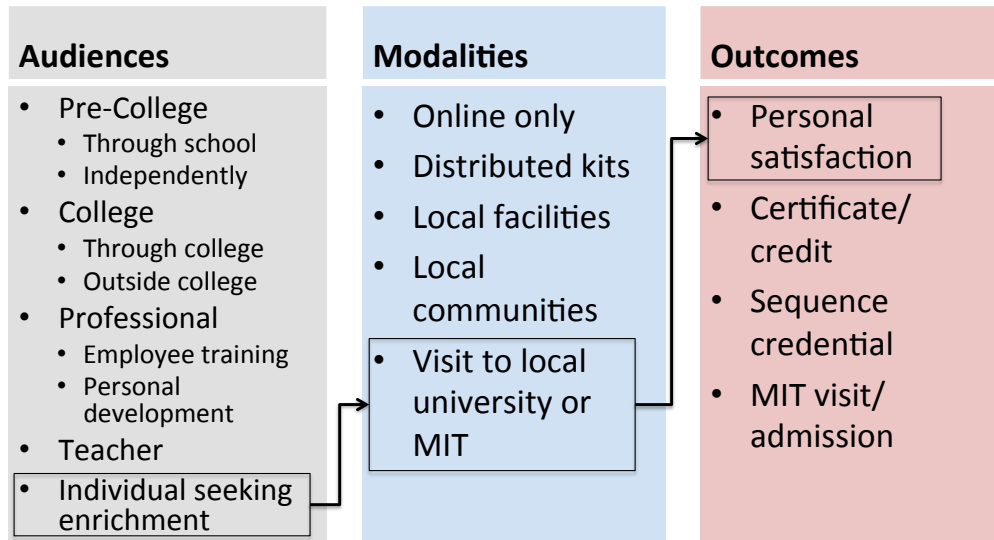 Audiences
• Pre-College
• Through school
• Independently
• College
• Through college
• Outside college
• Professional
• Employee training
• Personal
development
• Teacher
• Individual seeking
enrichment
Modalities
• Online only
• Distributed kits
• Local facilities
• Local
communities
• Visit to local
university or
MIT
Outcomes
• Personal
satisfaction
• Certificate/
credit
• Sequence
credential
• MIT visit/
admission